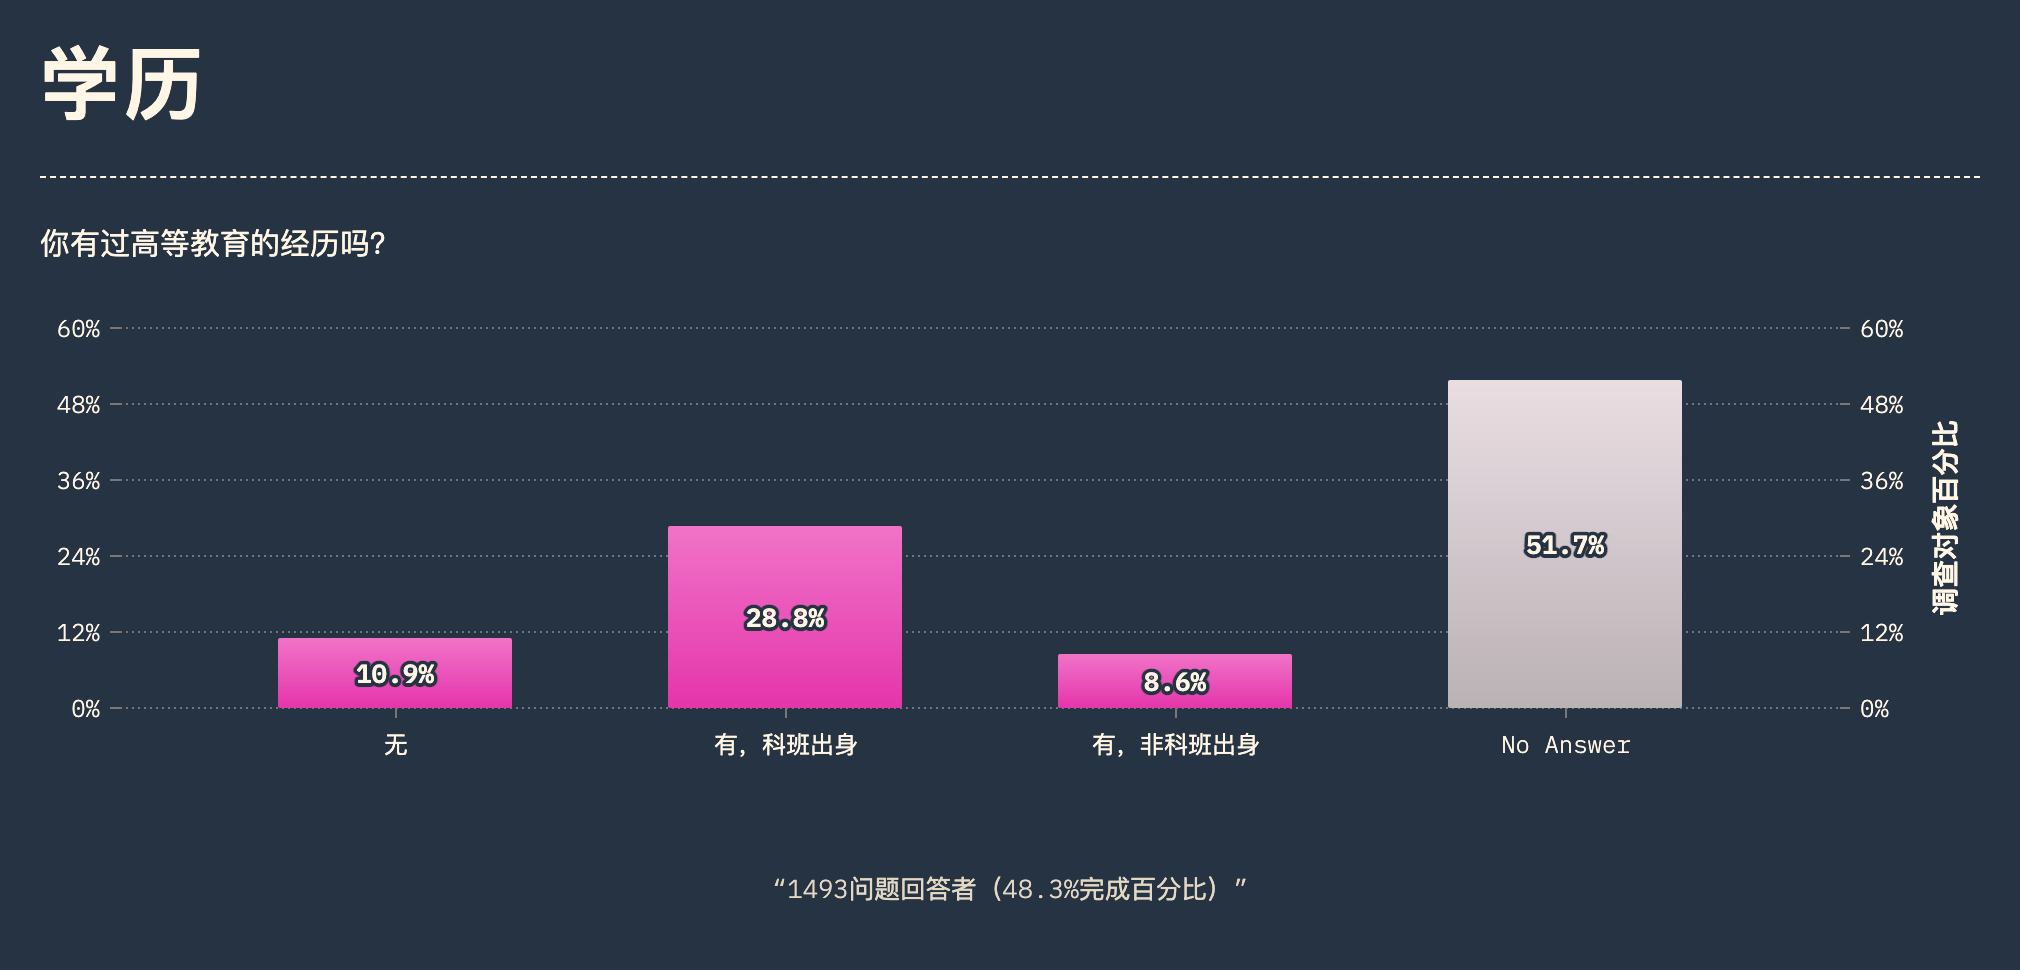 学历
你有过高等教育的经历吗?
60%
48%
36%
24%
12%
0%
60%
48%
36%
24%
12%
0%
调查对象百分比
10.9%
28.8%
8.6%
51.7%
无
有，科班出身
有，非科班出身
No Answer
“1493问题回答者（48.3%完成百分比）”